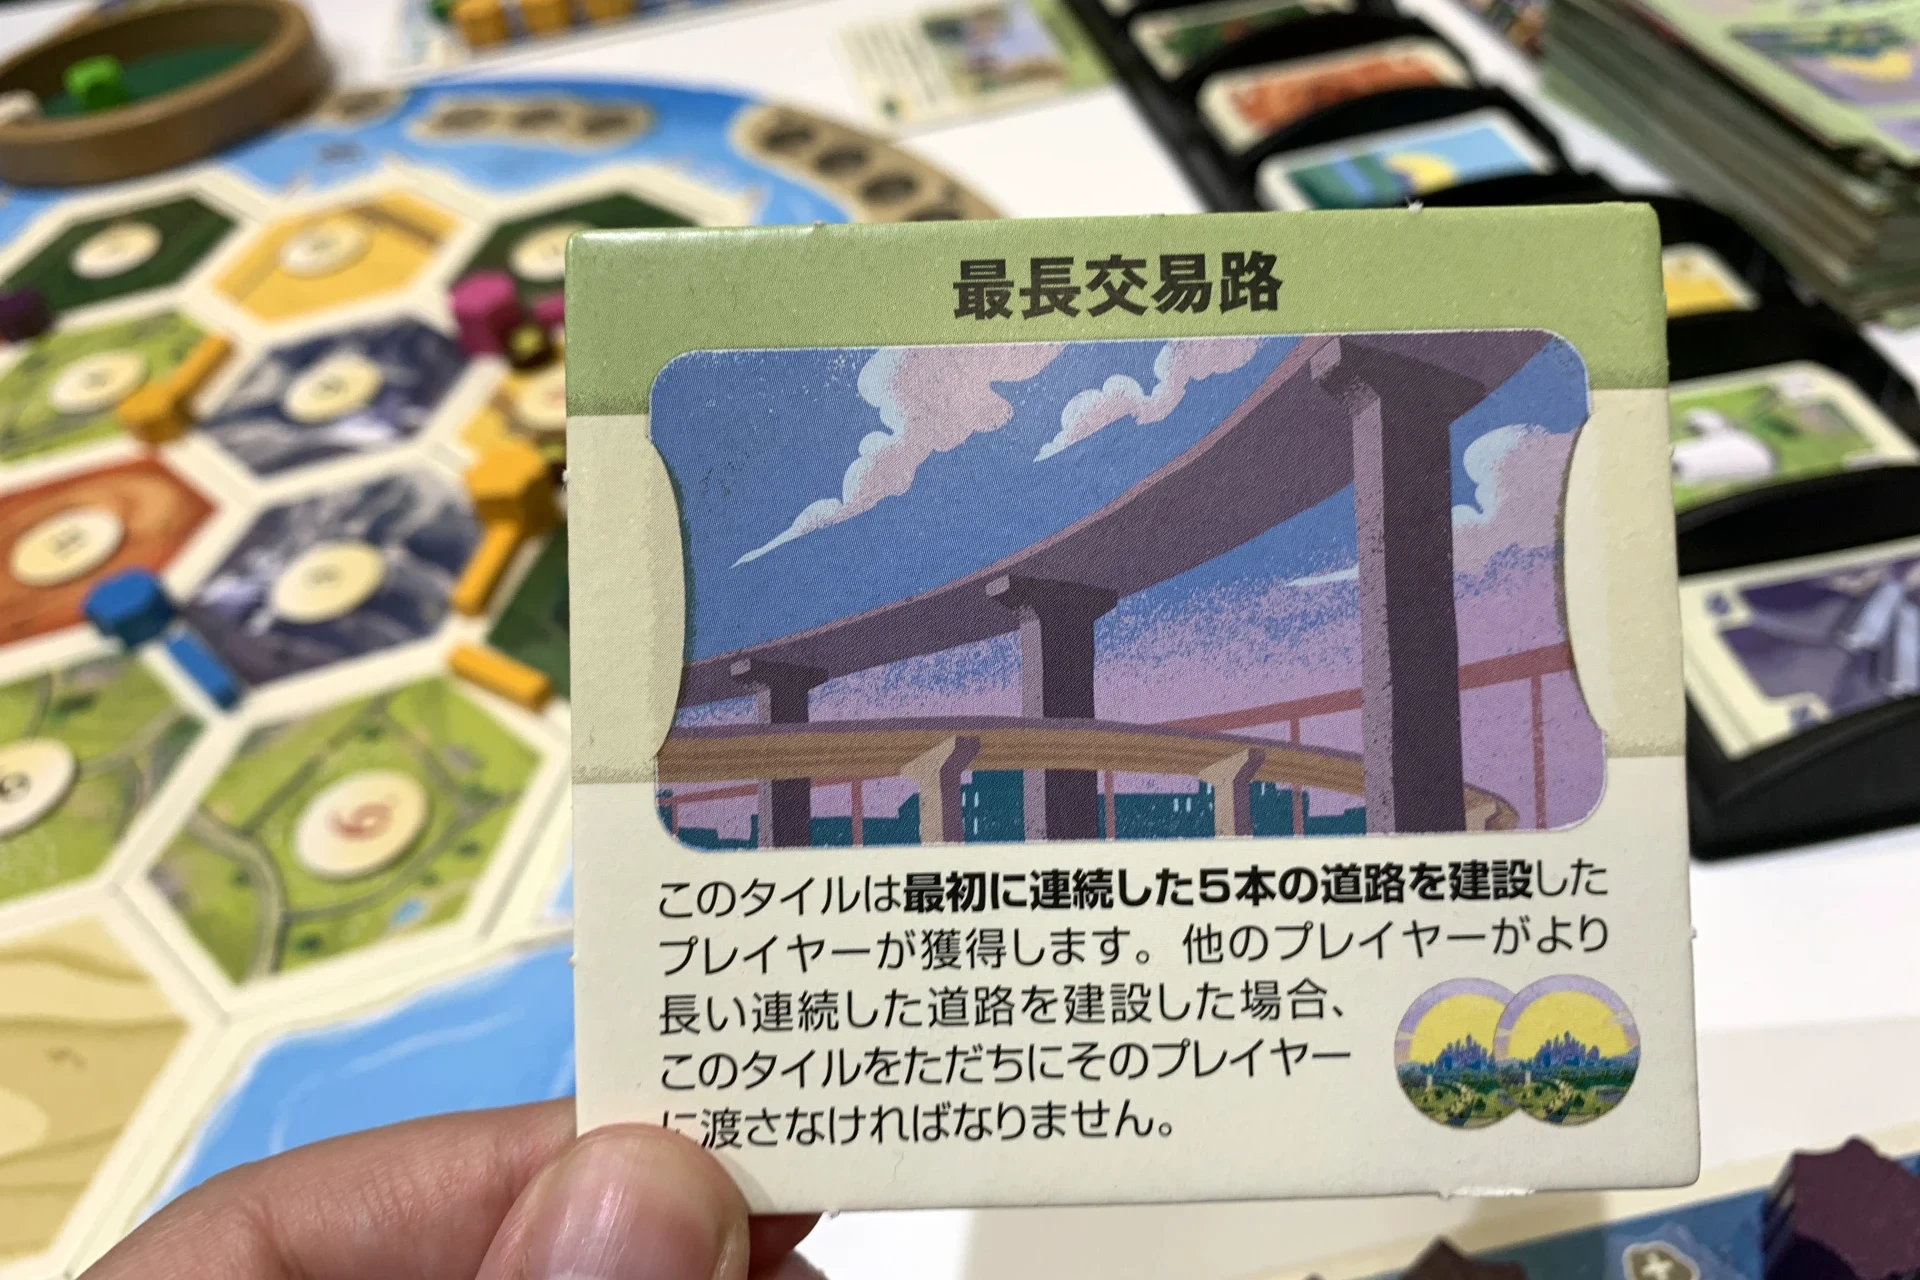 最長交易路
このタイルは最初に連続した5本の道路を建設した
プレイヤーが獲得します。他のプレイヤーがより
長い連続した道路を建設した場合、
このタイルをただちにそのプレイヤー
に渡さなければなりません。
6